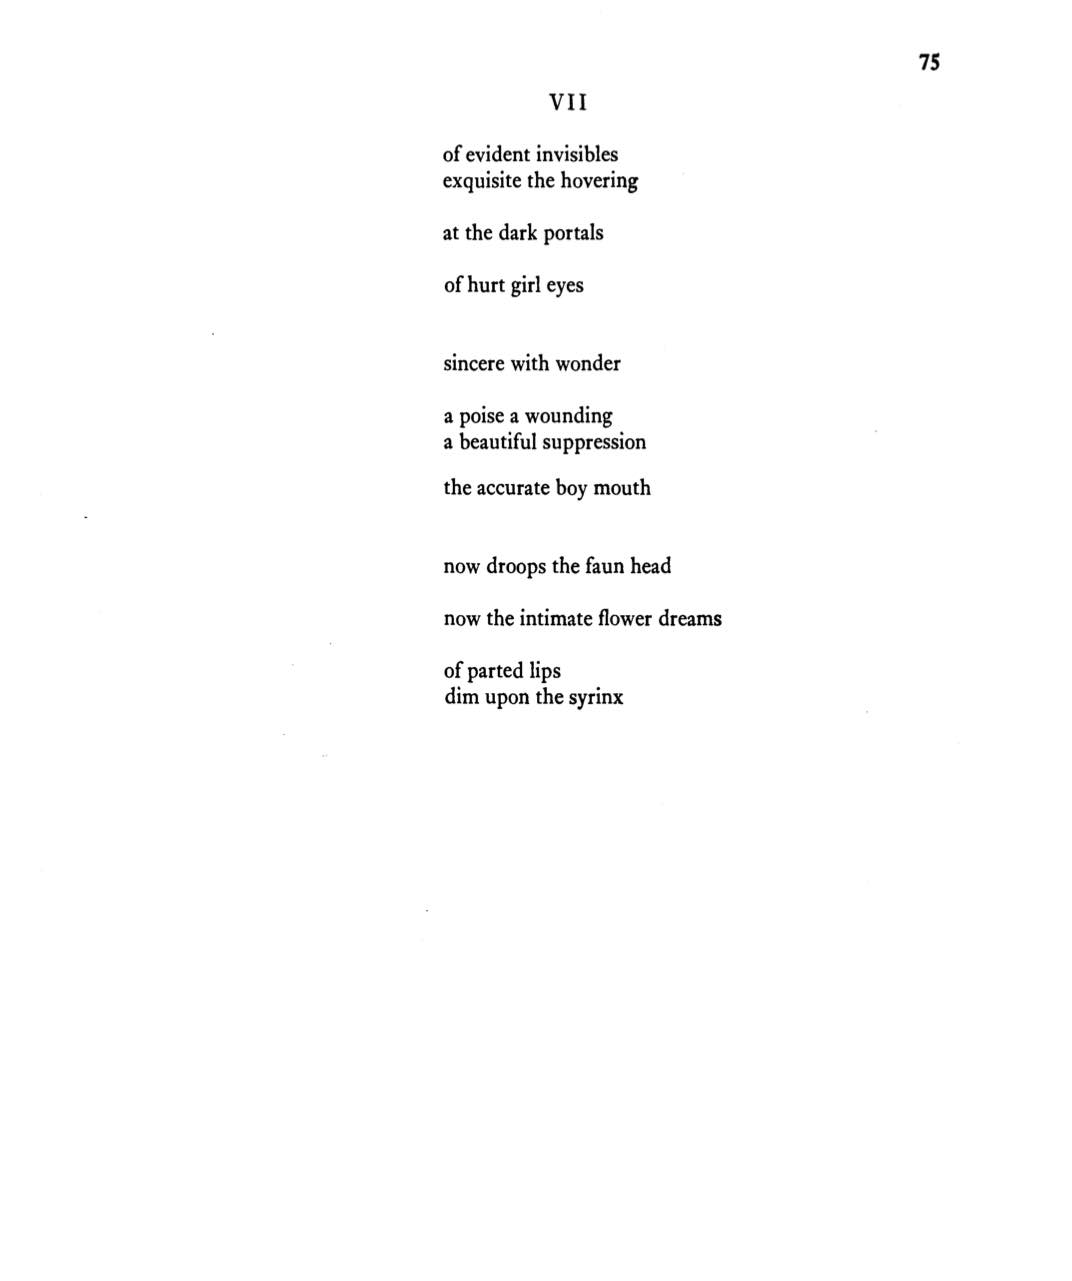 75
VII
of evident invisibles
exquisite the hovering
at the dark portals
of hurt girl eyes
sincere with wonder
a poise a wounding
a beautiful suppression
the accurate boy mouth
now droops the faun head
now the intimate flower dreams
of parted lips
dim upon the syrinx